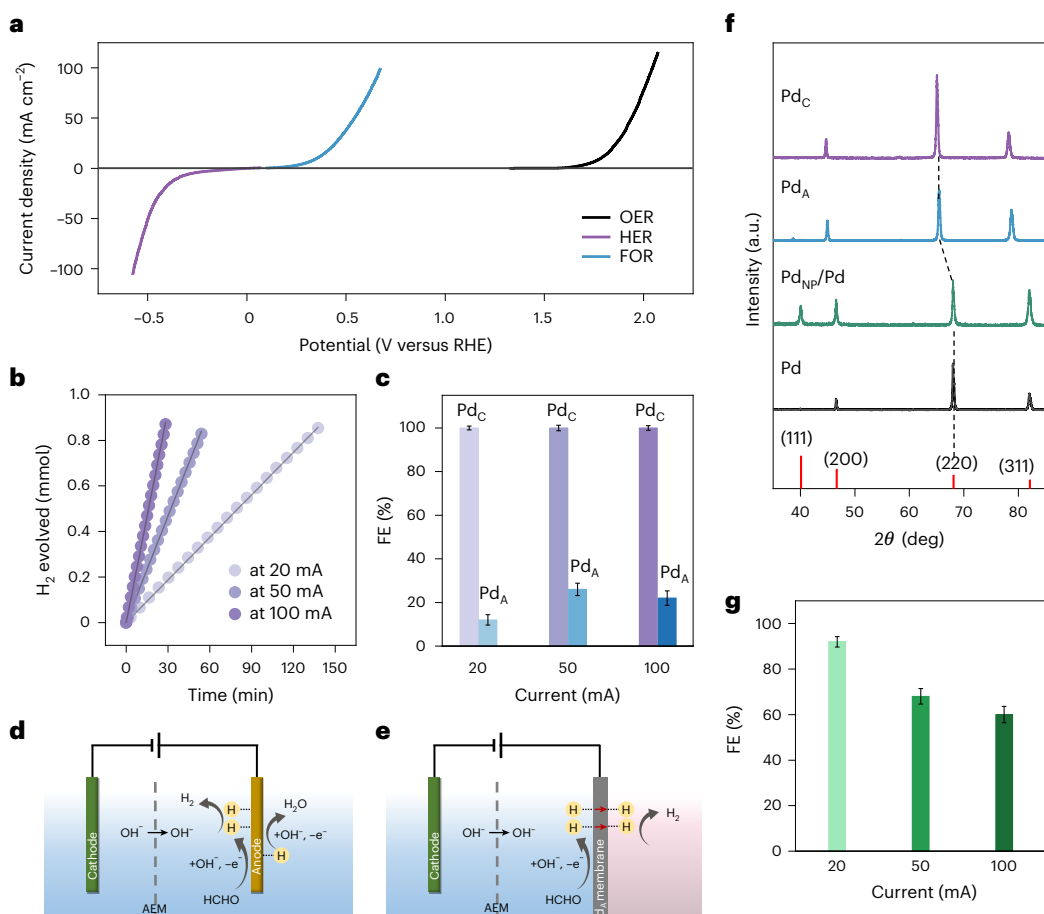 a
Current density (mA cm⁻²)
100
50
0
−50
−100
OER
HER
FOR
−0.5
0
0.5
1.0
1.5
2.0
Potential (V versus RHE)
b
H₂ evolved (mmol)
1.0
0.8
0.6
0.4
0.2
0
at 20 mA
at 50 mA
at 100 mA
0
30
60
90
120
150
Time (min)
c
FE (%)
100
80
60
40
20
0
Pd_C
Pd_C
Pd_C
Pd_A
Pd_A
Pd_A
20
50
100
Current (mA)
d
Cathode
OH⁻
OH⁻
AEM
H₂
H
H
H₂O
+OH⁻, −e⁻
H
+OH⁻, −e⁻
HCHO
Anode
e
Cathode
OH⁻
OH⁻
AEM
H
H
H
H
H₂
+OH⁻, −e⁻
HCHO
d_A membrane
f
Intensity (a.u.)
Pd_C
Pd_A
Pd_NP/Pd
Pd
(111)
(200)
(220)
(311)
40
50
60
70
80
2θ (deg)
g
FE (%)
100
80
60
40
20
0
20
50
100
Current (mA)